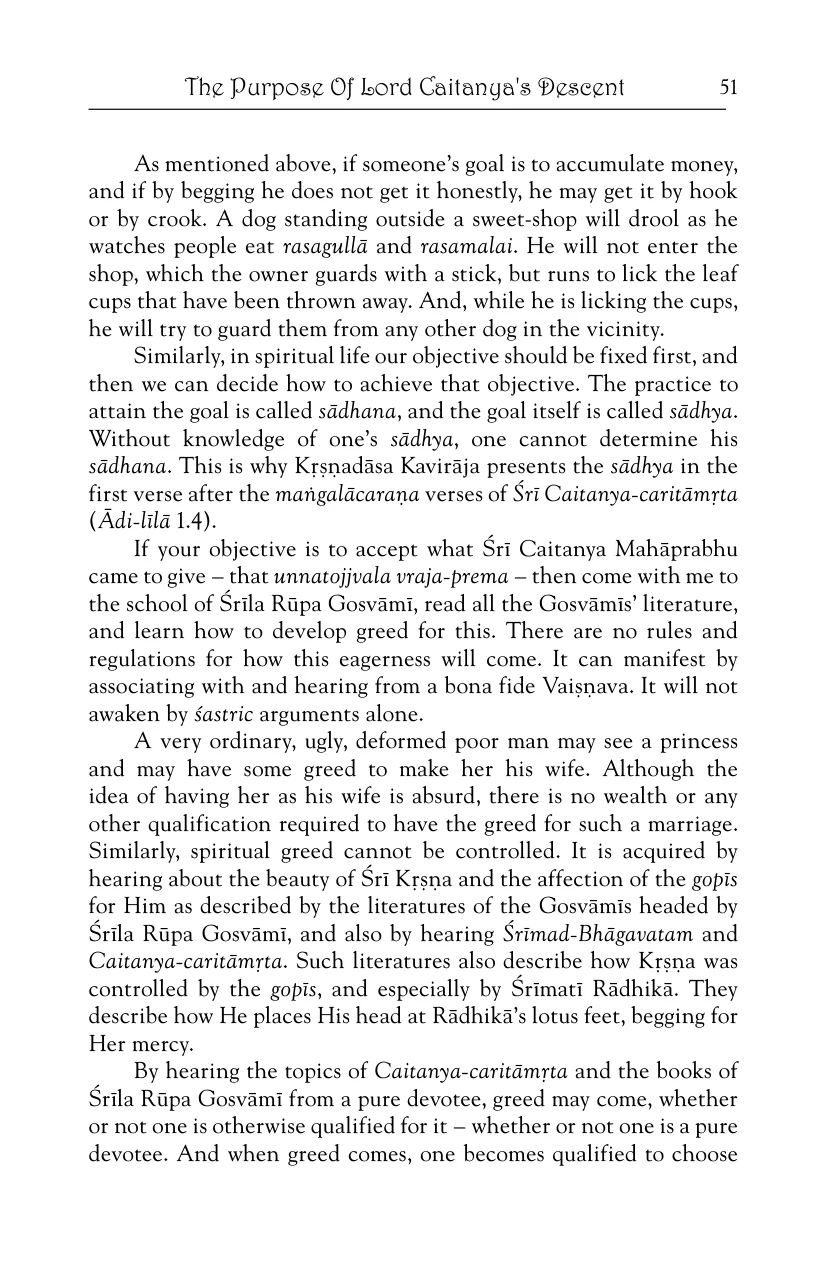 The Purpose Of Lord Caitanya's Descent 51
As mentioned above, if someone’s goal is to accumulate money,
and if by begging he does not get it honestly, he may get it by hook
or by crook. A dog standing outside a sweet-shop will drool as he
watches people eat rasagullā and rasamalai. He will not enter the
shop, which the owner guards with a stick, but runs to lick the leaf
cups that have been thrown away. And, while he is licking the cups,
he will try to guard them from any other dog in the vicinity.
Similarly, in spiritual life our objective should be fixed first, and
then we can decide how to achieve that objective. The practice to
attain the goal is called sādhana, and the goal itself is called sādhya.
Without knowledge of one’s sādhya, one cannot determine his
sādhana. This is why Kṛṣṇadāsa Kavirāja presents the sādhya in the
first verse after the maṅgalācaraṇa verses of Śrī Caitanya-caritāmṛta
(Ādi-līlā 1.4).
If your objective is to accept what Śrī Caitanya Mahāprabhu
came to give – that unnatojjvala vraja-prema – then come with me to
the school of Śrīla Rūpa Gosvāmī, read all the Gosvāmīs’ literature,
and learn how to develop greed for this. There are no rules and
regulations for how this eagerness will come. It can manifest by
associating with and hearing from a bona fide Vaiṣṇava. It will not
awaken by śastric arguments alone.
A very ordinary, ugly, deformed poor man may see a princess
and may have some greed to make her his wife. Although the
idea of having her as his wife is absurd, there is no wealth or any
other qualification required to have the greed for such a marriage.
Similarly, spiritual greed cannot be controlled. It is acquired by
hearing about the beauty of Śrī Kṛṣṇa and the affection of the gopīs
for Him as described by the literatures of the Gosvāmīs headed by
Śrīla Rūpa Gosvāmī, and also by hearing Śrīmad-Bhāgavatam and
Caitanya-caritāmṛta. Such literatures also describe how Kṛṣṇa was
controlled by the gopīs, and especially by Śrīmatī Rādhikā. They
describe how He places His head at Rādhikā’s lotus feet, begging for
Her mercy.
By hearing the topics of Caitanya-caritāmṛta and the books of
Śrīla Rūpa Gosvāmī from a pure devotee, greed may come, whether
or not one is otherwise qualified for it – whether or not one is a pure
devotee. And when greed comes, one becomes qualified to choose